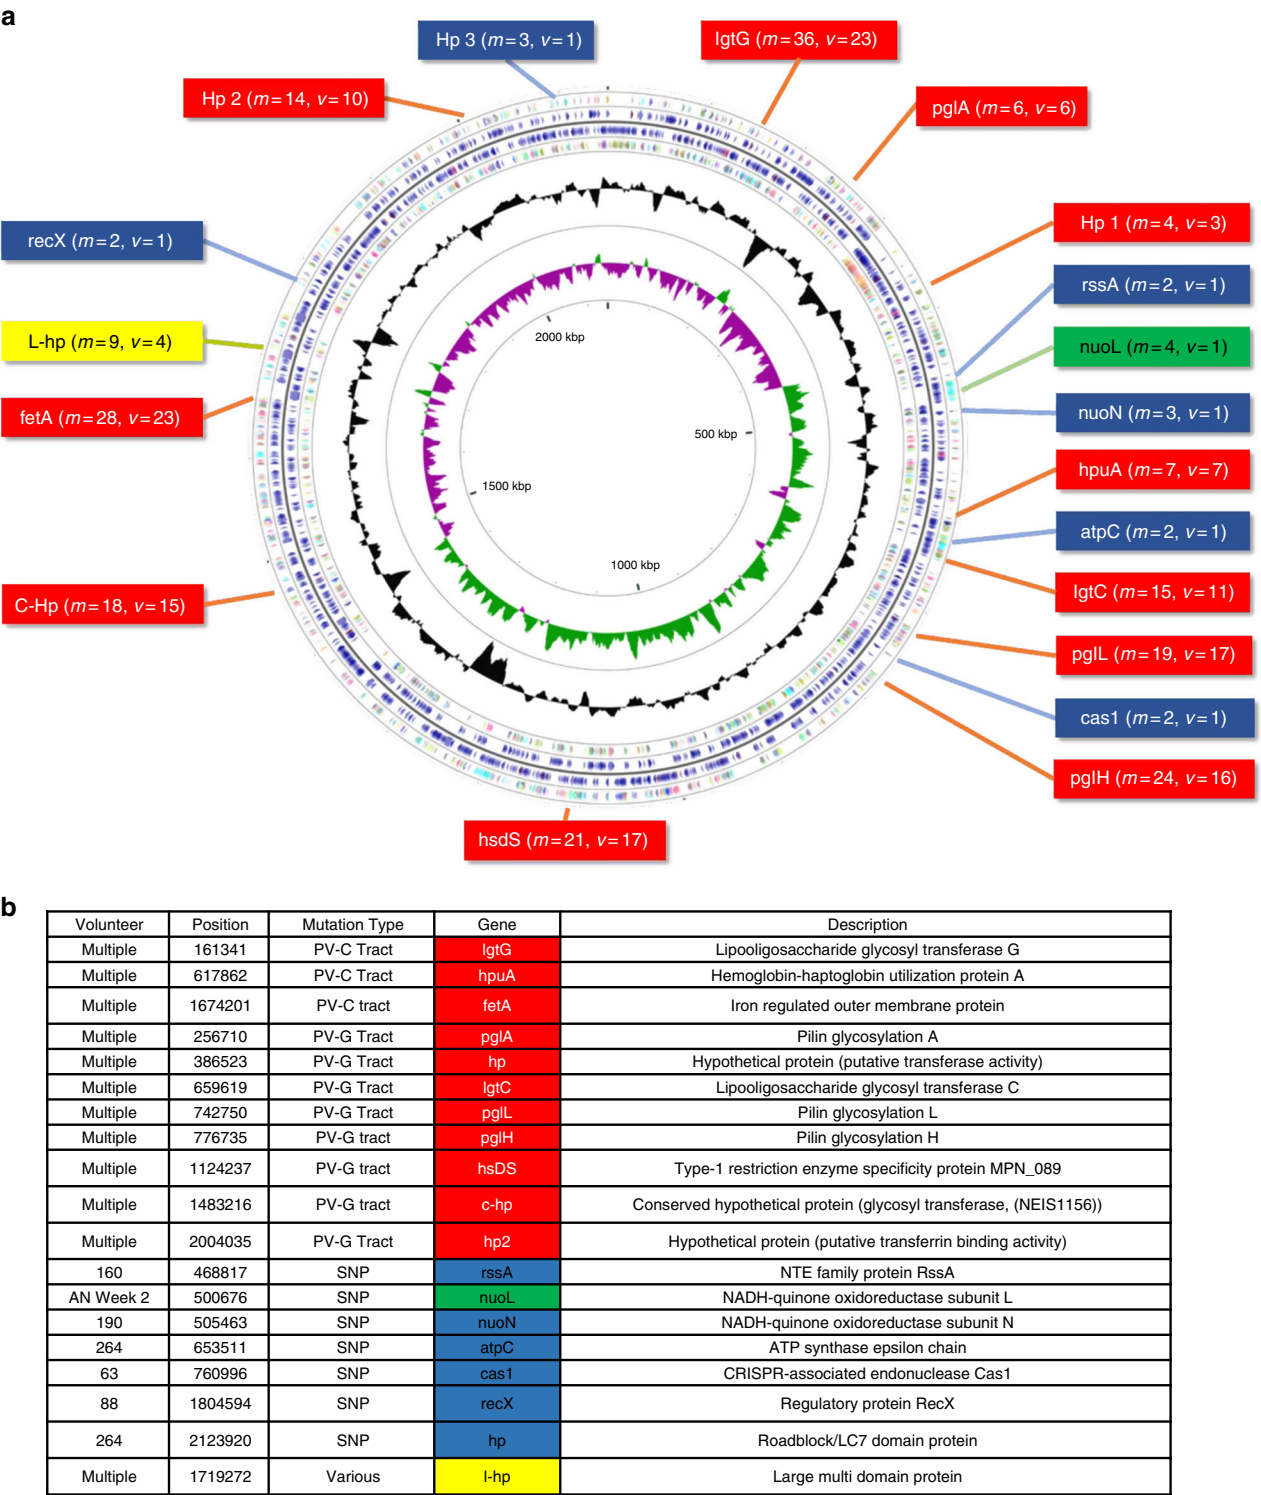 a
Hp 3 (m=3, v=1)
lgtG (m=36, v=23)
Hp 2 (m=14, v=10)
pglA (m=6, v=6)
Hp 1 (m=4, v=3)
recX (m=2, v=1)
rssA (m=2, v=1)
L-hp (m=9, v=4)
nuoL (m=4, v=1)
fetA (m=28, v=23)
nuoN (m=3, v=1)
hpuA (m=7, v=7)
atpC (m=2, v=1)
C-Hp (m=18, v=15)
lgtC (m=15, v=11)
pglL (m=19, v=17)
cas1 (m=2, v=1)
pglH (m=24, v=16)
hsdS (m=21, v=17)
2000 kbp
500 kbp
1500 kbp
1000 kbp
b
Volunteer Position Mutation Type Gene Description
Multiple 161341 PV-C Tract lgtG Lipooligosaccharide glycosyl transferase G
Multiple 617862 PV-C Tract hpuA Hemoglobin-haptoglobin utilization protein A
Multiple 1674201 PV-C tract fetA Iron regulated outer membrane protein
Multiple 256710 PV-G Tract pglA Pilin glycosylation A
Multiple 386523 PV-G Tract hp Hypothetical protein (putative transferase activity)
Multiple 659619 PV-G Tract lgtC Lipooligosaccharide glycosyl transferase C
Multiple 742750 PV-G Tract pglL Pilin glycosylation L
Multiple 776735 PV-G tract pglH Pilin glycosylation H
Multiple 1124237 PV-G tract hsDS Type-1 restriction enzyme specificity protein MPN_089
Multiple 1483216 PV-G tract c-hp Conserved hypothetical protein (glycosyl transferase, (NEIS1156))
Multiple 2004035 PV-G Tract hp2 Hypothetical protein (putative transferrin binding activity)
160 468817 SNP rssA NTE family protein RssA
AN Week 2 500676 SNP nuoL NADH-quinone oxidoreductase subunit L
190 505463 SNP nuoN NADH-quinone oxidoreductase subunit N
264 653511 SNP atpC ATP synthase epsilon chain
63 760996 SNP cas1 CRISPR-associated endonuclease Cas1
88 1804594 SNP recX Regulatory protein RecX
264 2123920 SNP hp Roadblock/LC7 domain protein
Multiple 1719272 Various l-hp Large multi domain protein